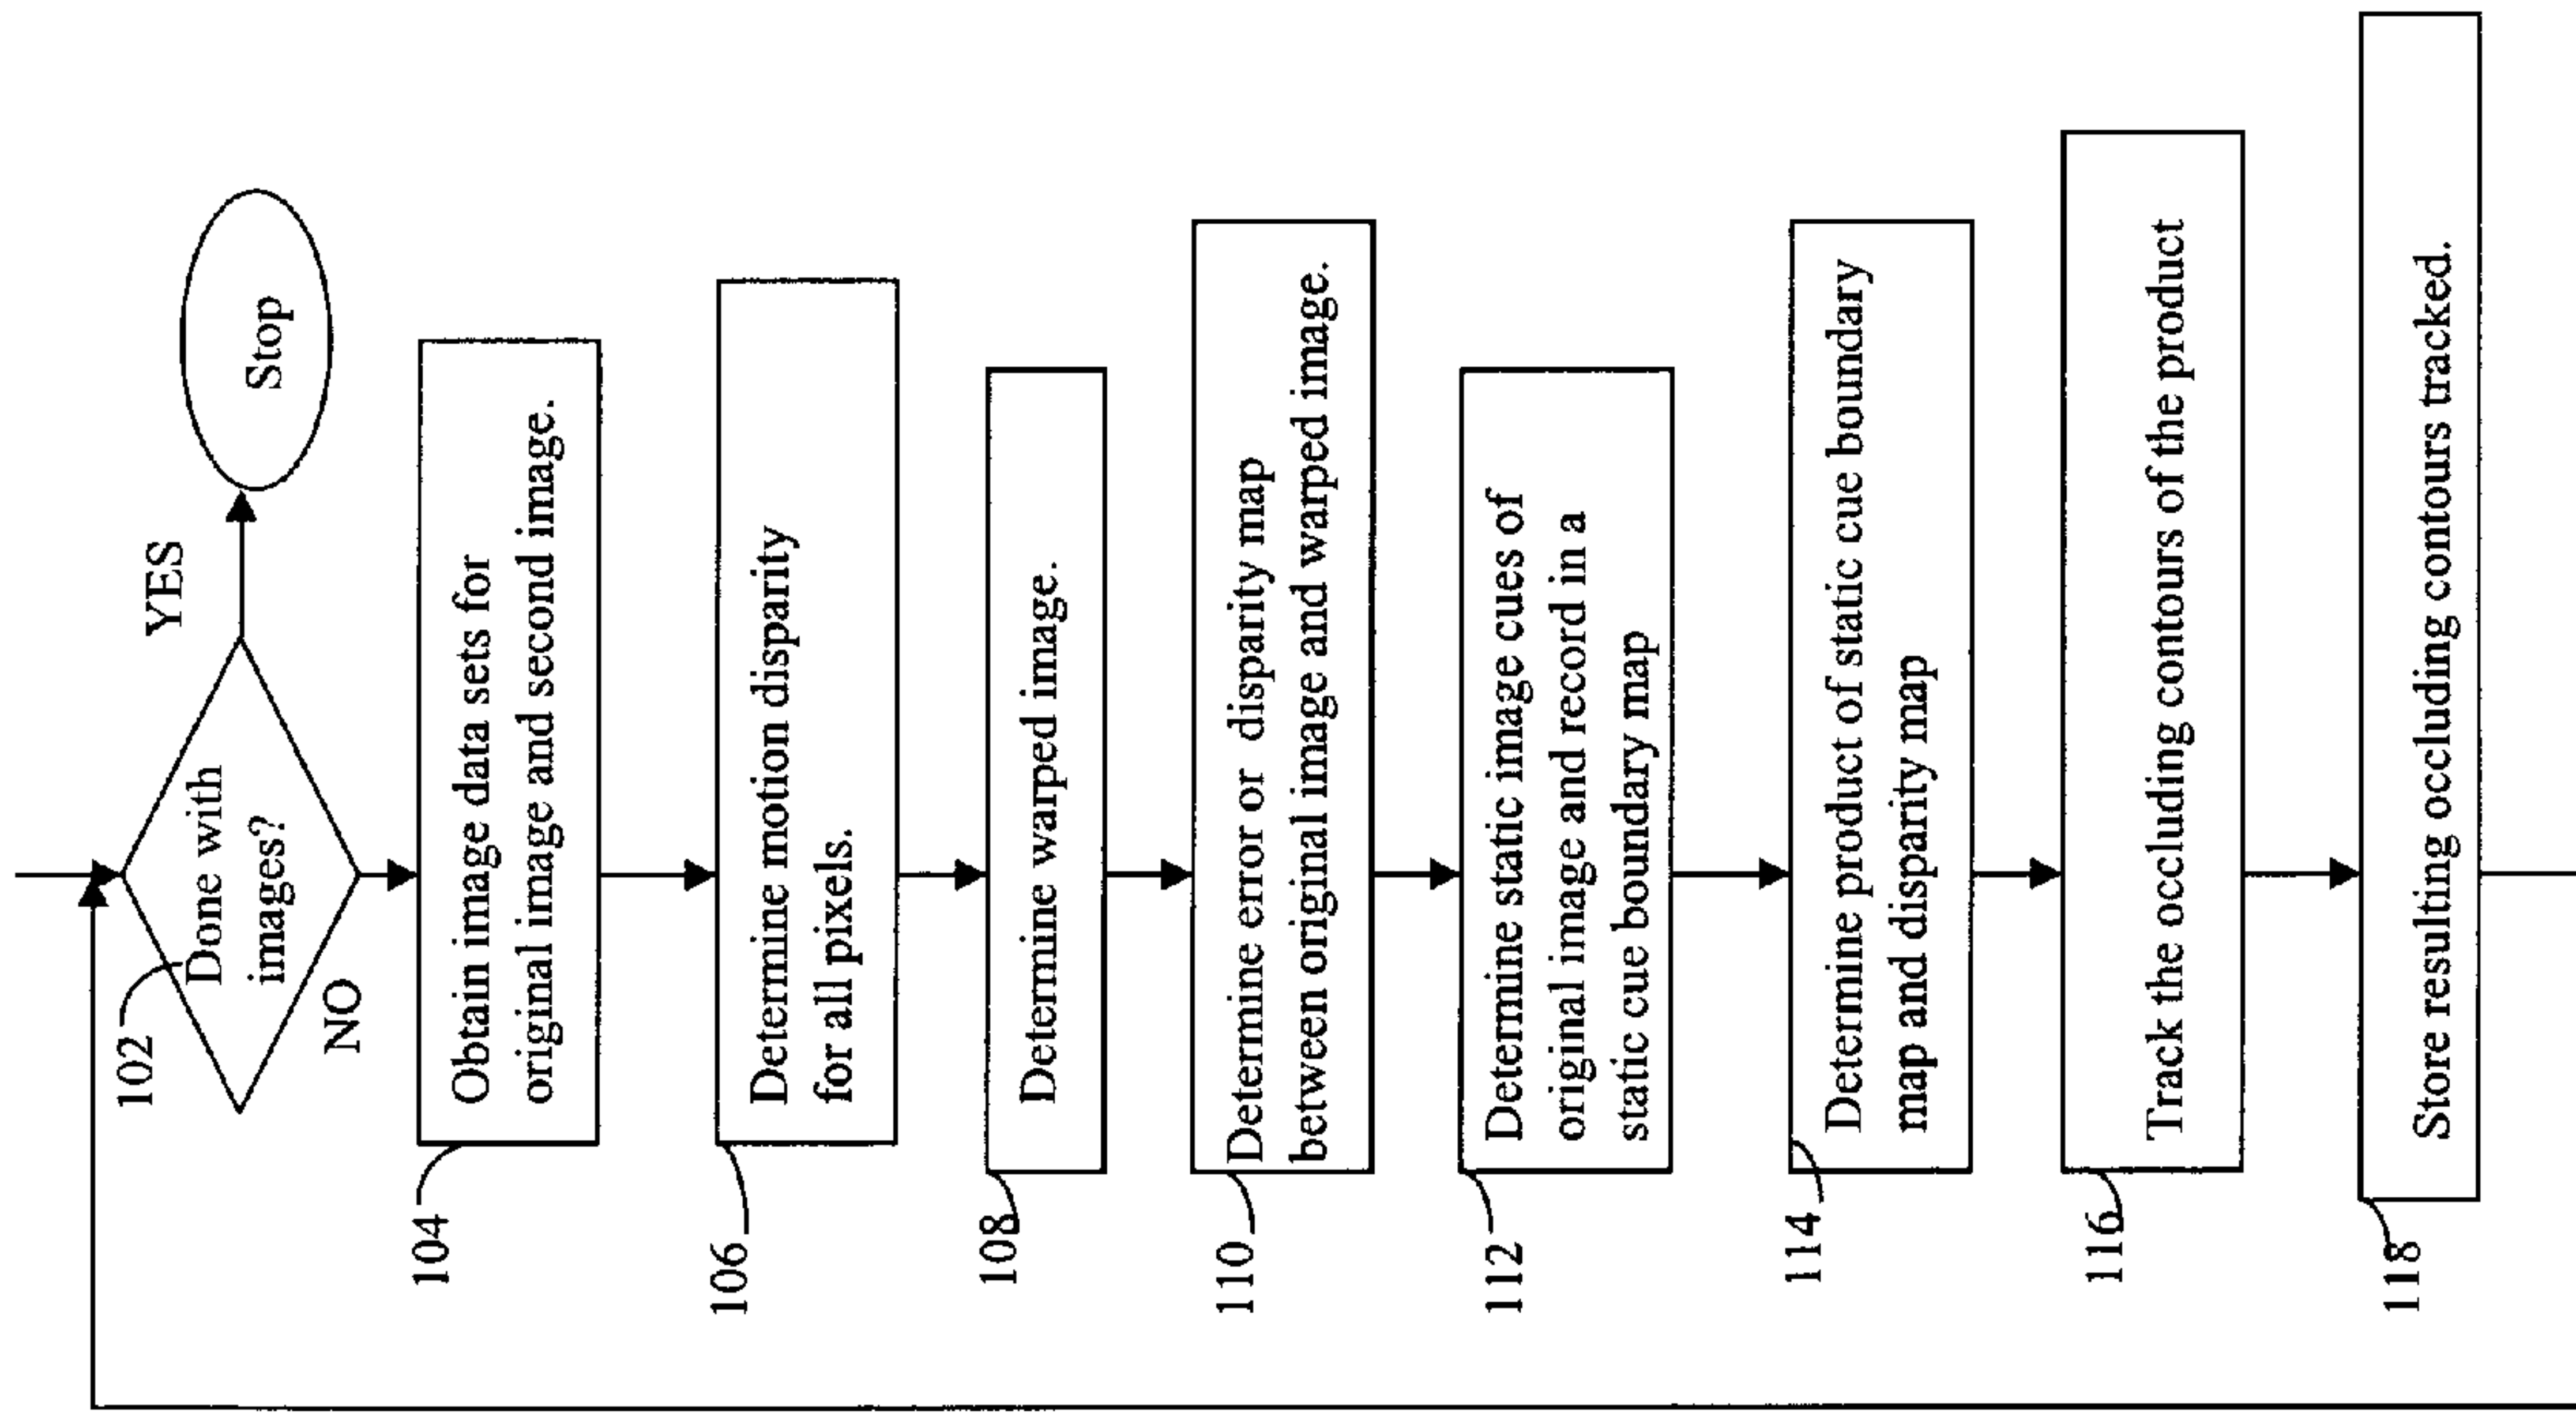 102
Done with
images?
YES
Stop
NO
104
Obtain image data sets for
original image and second image.
106
Determine motion disparity
for all pixels.
108
Determine warped image.
110
Determine error or disparity map
between original image and warped image.
112
Determine static image cues of
original image and record in a
static cue boundary map
114
Determine product of static cue boundary
map and disparity map
116
Track the occluding contours of the product
118
Store resulting occluding contours tracked.